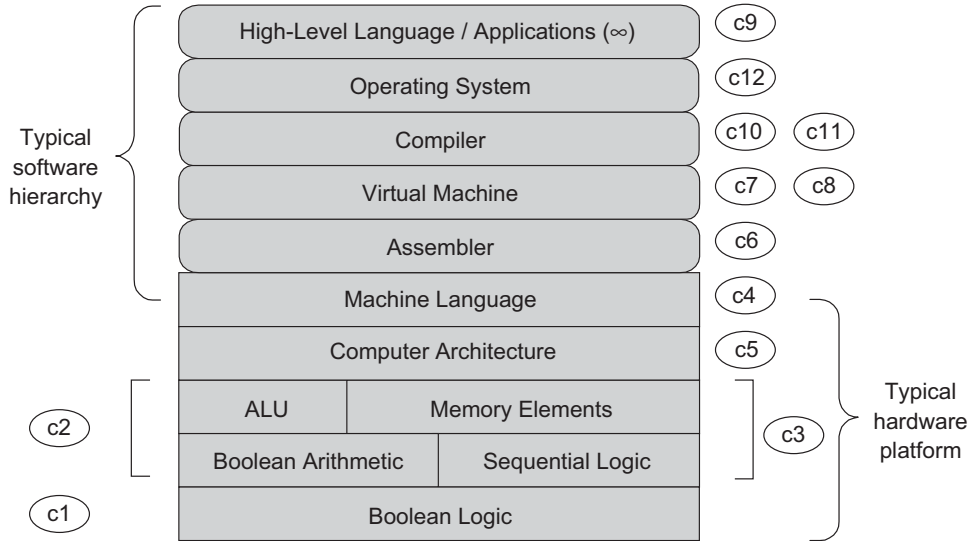 High-Level Language / Applications (∞)
c9
Operating System
c12
Compiler
c10
c11
Typical
software
hierarchy
Virtual Machine
c7
c8
Assembler
c6
Machine Language
c4
Computer Architecture
c5
ALU
Memory Elements
c2
c3
Typical
hardware
platform
Boolean Arithmetic
Sequential Logic
c1
Boolean Logic